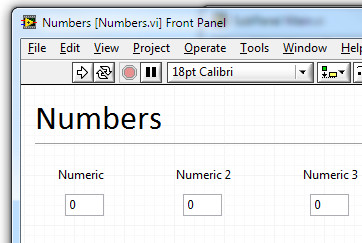 Numbers [Numbers.vi] Front Panel
File Edit View Project Operate Tools Window Help
18pt Calibri
Numbers
Numeric Numeric 2 Numeric 3
0 0 0